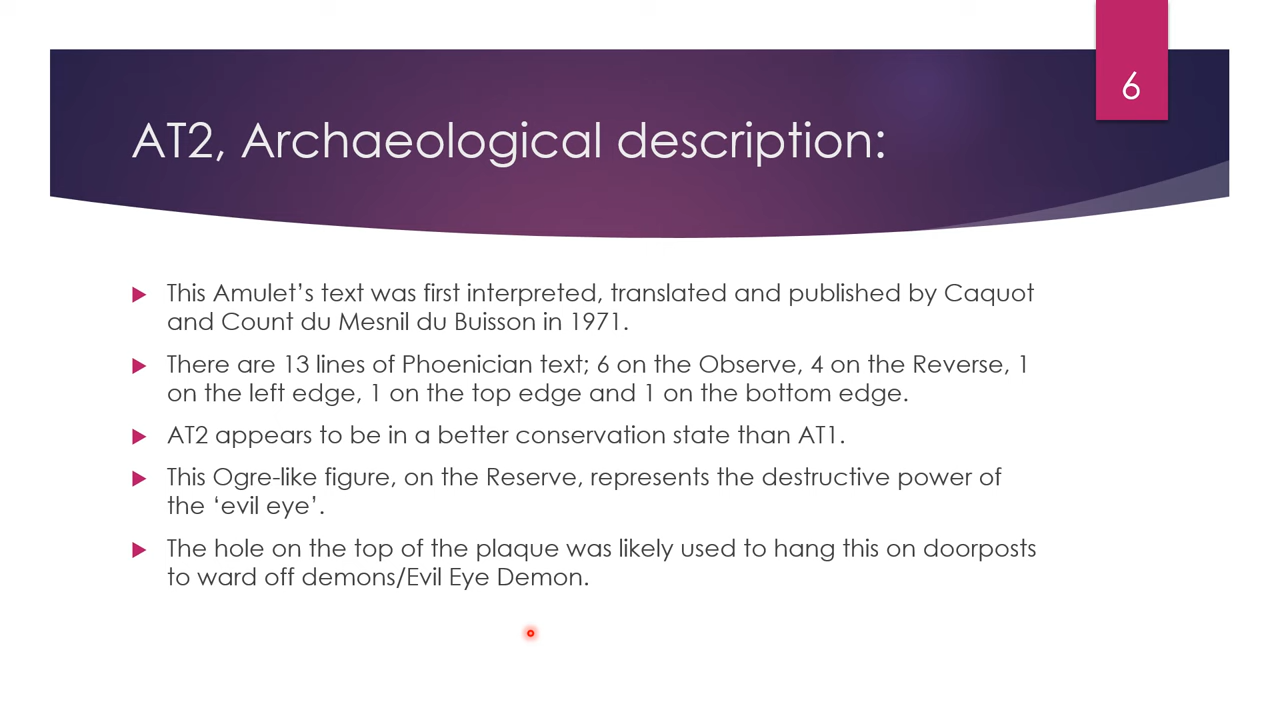 6
AT2, Archaeological description:
This Amulet’s text was first interpreted, translated and published by Caquot
and Count du Mesnil du Buisson in 1971.
There are 13 lines of Phoenician text; 6 on the Observe, 4 on the Reverse, 1
on the left edge, 1 on the top edge and 1 on the bottom edge.
AT2 appears to be in a better conservation state than AT1.
This Ogre-like figure, on the Reserve, represents the destructive power of
the ‘evil eye’.
The hole on the top of the plaque was likely used to hang this on doorposts
to ward off demons/Evil Eye Demon.